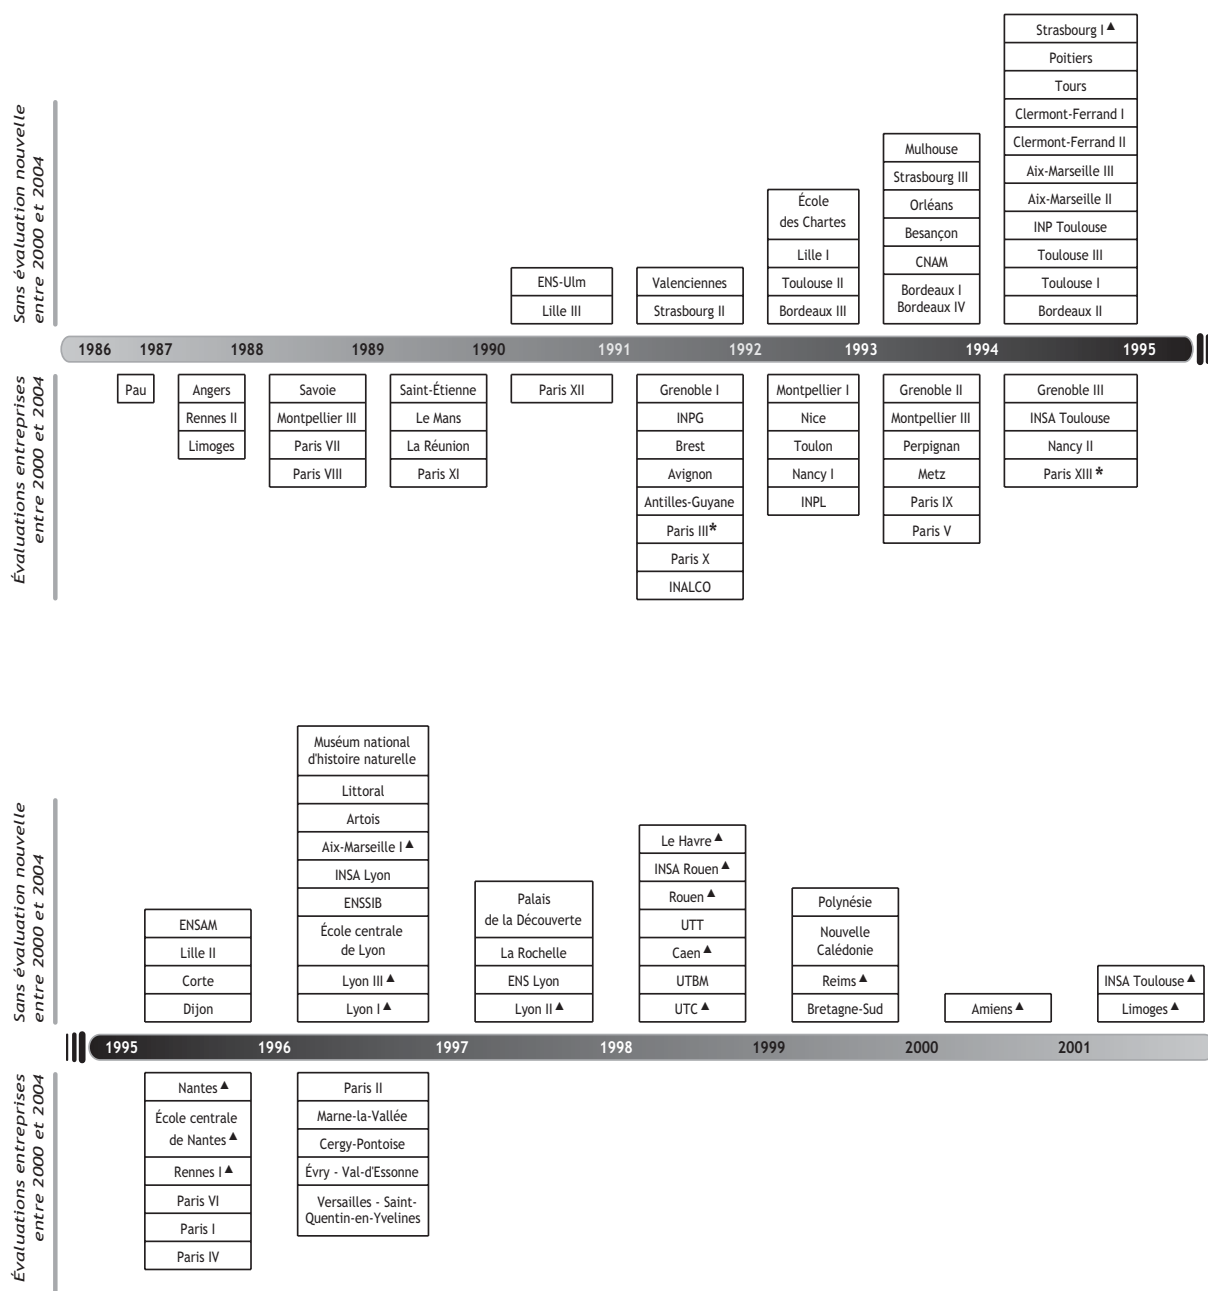 Sans évaluation nouvelle
entre 2000 et 2004
ENS-Ulm
Lille III
Valenciennes
Strasbourg II
École
des Chartes
Lille I
Toulouse II
Bordeaux III
Mulhouse
Strasbourg III
Orléans
Besançon
CNAM
Bordeaux I
Bordeaux IV
Strasbourg I ▲
Poitiers
Tours
Clermont-Ferrand I
Clermont-Ferrand II
Aix-Marseille III
Aix-Marseille II
INP Toulouse
Toulouse III
Toulouse I
Bordeaux II
1986 1987 1988 1989 1990 1991 1992 1993 1994 1995
Évaluations entreprises
entre 2000 et 2004
Pau
Angers
Rennes II
Limoges
Savoie
Montpellier III
Paris VII
Paris VIII
Saint-Étienne
Le Mans
La Réunion
Paris XI
Paris XII
Grenoble I
INPG
Brest
Avignon
Antilles-Guyane
Paris III*
Paris X
INALCO
Montpellier I
Nice
Toulon
Nancy I
INPL
Grenoble II
Montpellier III
Perpignan
Metz
Paris IX
Paris V
Grenoble III
INSA Toulouse
Nancy II
Paris XIII *
Sans évaluation nouvelle
entre 2000 et 2004
ENSAM
Lille II
Corte
Dijon
Muséum national
d'histoire naturelle
Littoral
Artois
Aix-Marseille I ▲
INSA Lyon
ENSSIB
École centrale
de Lyon
Lyon III ▲
Lyon I ▲
Palais
de la Découverte
La Rochelle
ENS Lyon
Lyon II ▲
Le Havre ▲
INSA Rouen ▲
Rouen ▲
UTT
Caen ▲
UTBM
UTC ▲
Polynésie
Nouvelle
Calédonie
Reims ▲
Bretagne-Sud
Amiens ▲
INSA Toulouse ▲
Limoges ▲
1995 1996 1997 1998 1999 2000 2001
Évaluations entreprises
entre 2000 et 2004
Nantes ▲
École centrale
de Nantes ▲
Rennes I ▲
Paris VI
Paris I
Paris IV
Paris II
Marne-la-Vallée
Cergy-Pontoise
Évry - Val-d'Essonne
Versailles - Saint-
Quentin-en-Yvelines